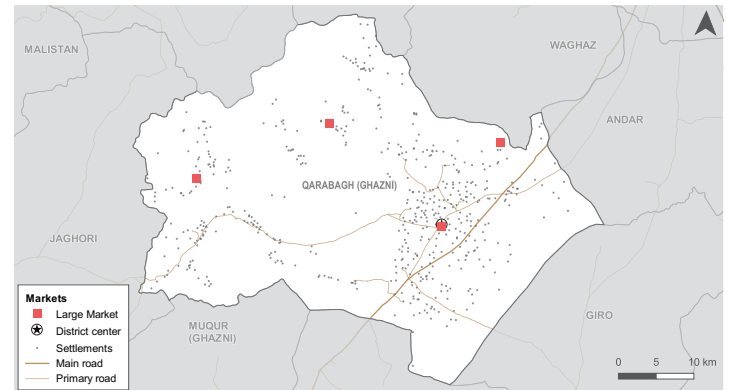 MALISTAN
WAGHAZ
ANDAR
QARABAGH (GHAZNI)
JAGHORI
GIRO
MUQUR
(GHAZNI)
Markets
Large Market
District center
Settlements
Main road
Primary road
0 5 10 km